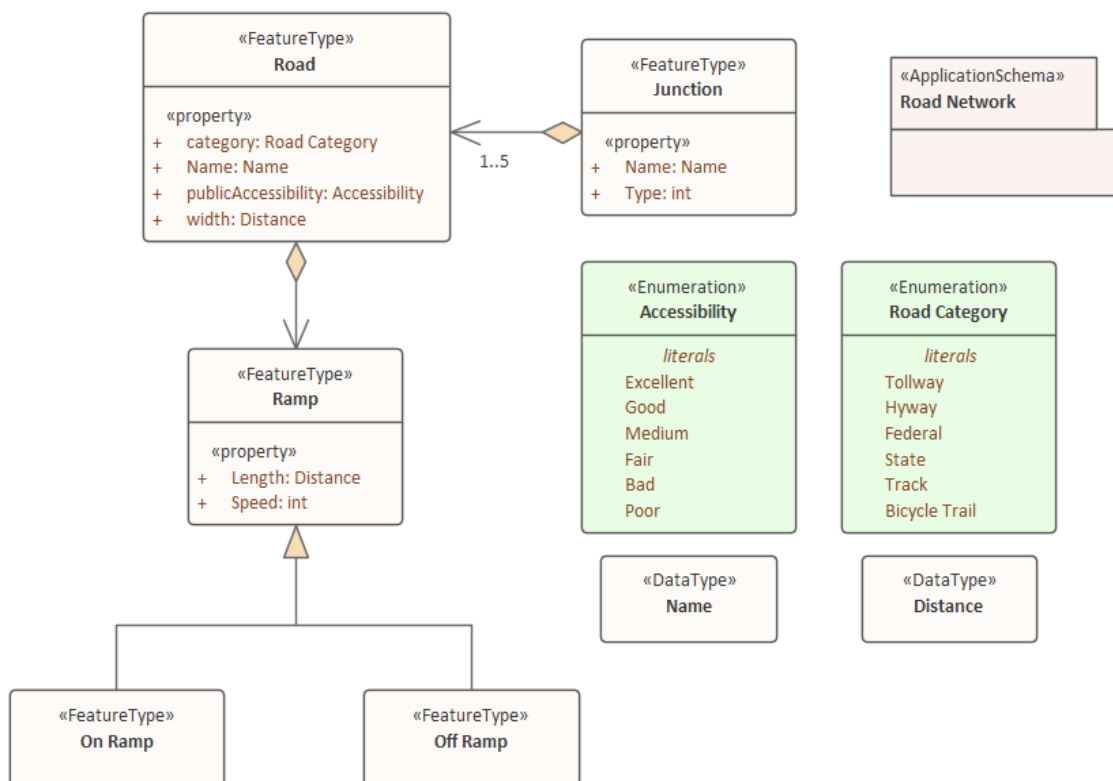 «FeatureType»
Road
«property»
+ category: Road Category
+ Name: Name
+ publicAccessibility: Accessibility
+ width: Distance
1..5
«FeatureType»
Junction
«property»
+ Name: Name
+ Type: int
«ApplicationSchema»
Road Network
«FeatureType»
Ramp
«property»
+ Length: Distance
+ Speed: int
«Enumeration»
Accessibility
literals
Excellent
Good
Medium
Fair
Bad
Poor
«Enumeration»
Road Category
literals
Tollway
Hyway
Federal
State
Track
Bicycle Trail
«DataType»
Name
«DataType»
Distance
«FeatureType»
On Ramp
«FeatureType»
Off Ramp